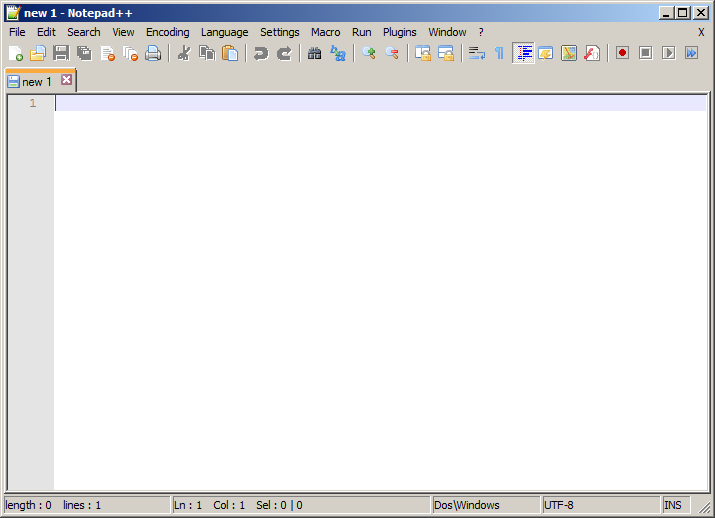 new 1 - Notepad++
File Edit Search View Encoding Language Settings Macro Run Plugins Window ? X
new 1
1
length : 0 lines : 1 Ln : 1 Col : 1 Sel : 0 | 0 Dos\Windows UTF-8 INS